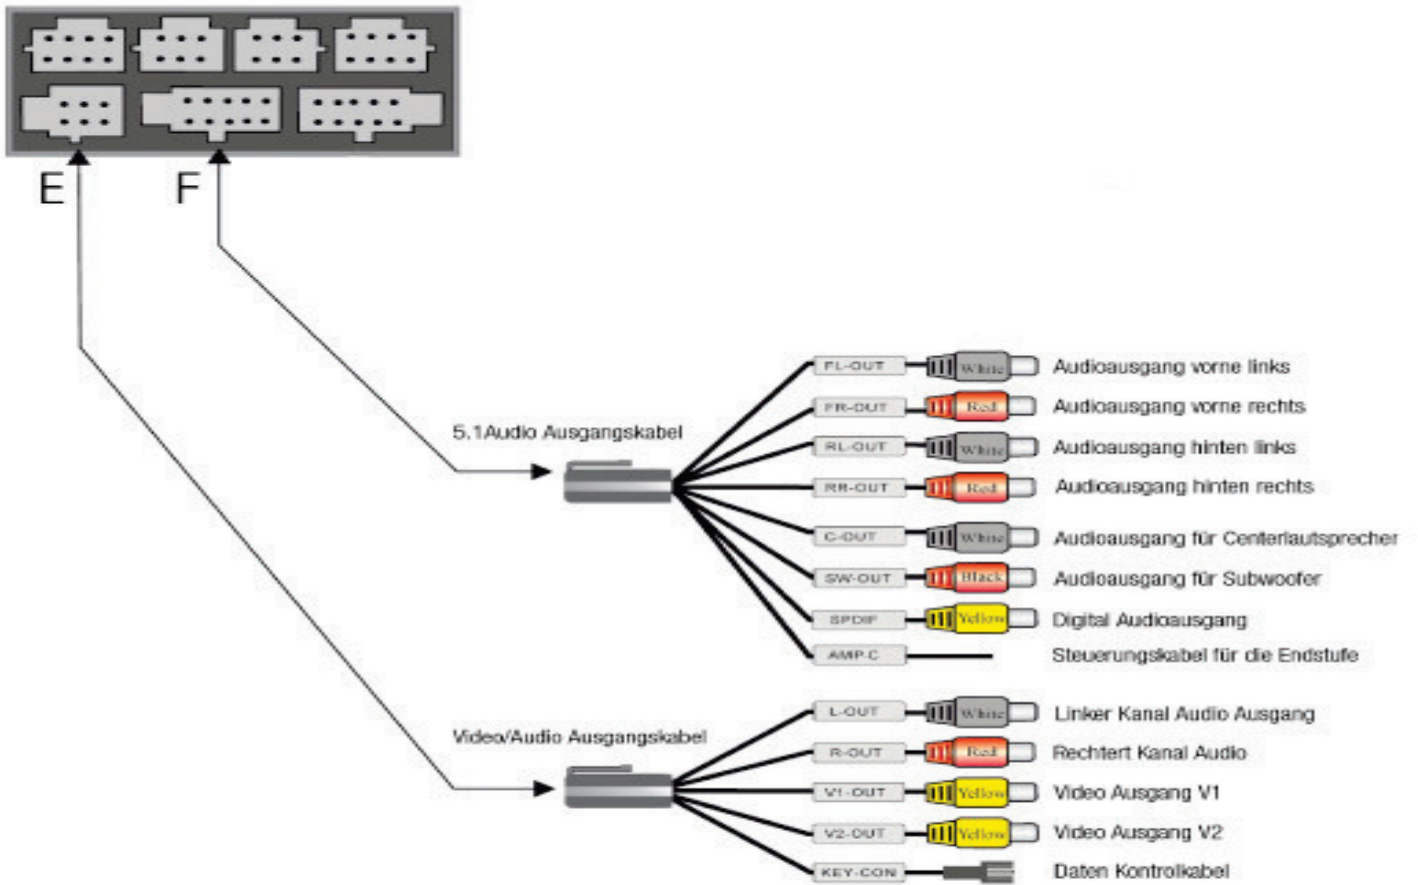 E F
5.1Audio Ausgangskabel
FL-OUT White Audioausgang vorne links
FR-OUT Red Audioausgang vorne rechts
RL-OUT White Audioausgang hinten links
RR-OUT Red Audioausgang hinten rechts
C-OUT White Audioausgang für Centerlautsprecher
SW-OUT Black Audioausgang für Subwoofer
SPDIF Yellow Digital Audioausgang
AMP-C Steuerungskabel für die Endstufe
Video/Audio Ausgangskabel
L-OUT White Linker Kanal Audio Ausgang
R-OUT Red Rechtert Kanal Audio
V1-OUT Yellow Video Ausgang V1
V2-OUT Yellow Video Ausgang V2
KEY-CON Daten Kontrolkabel